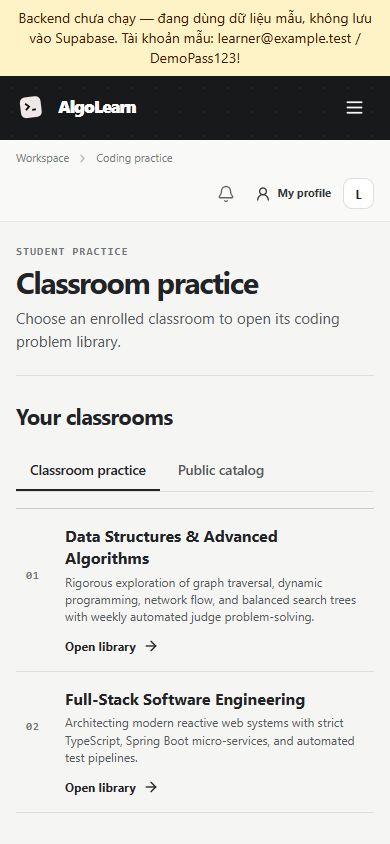 Backend chưa chạy — đang dùng dữ liệu mẫu, không lưu
vào Supabase. Tài khoản mẫu: learner@example.test /
DemoPass123!
AlgoLearn
Workspace > Coding practice
My profile L
STUDENT PRACTICE
Classroom practice
Choose an enrolled classroom to open its coding
problem library.
Your classrooms
Classroom practice Public catalog
Data Structures & Advanced
Algorithms
01
Rigorous exploration of graph traversal, dynamic
programming, network flow, and balanced search trees
with weekly automated judge problem-solving.
Open library →
Full-Stack Software Engineering
02
Architecting modern reactive web systems with strict
TypeScript, Spring Boot micro-services, and automated
test pipelines.
Open library →